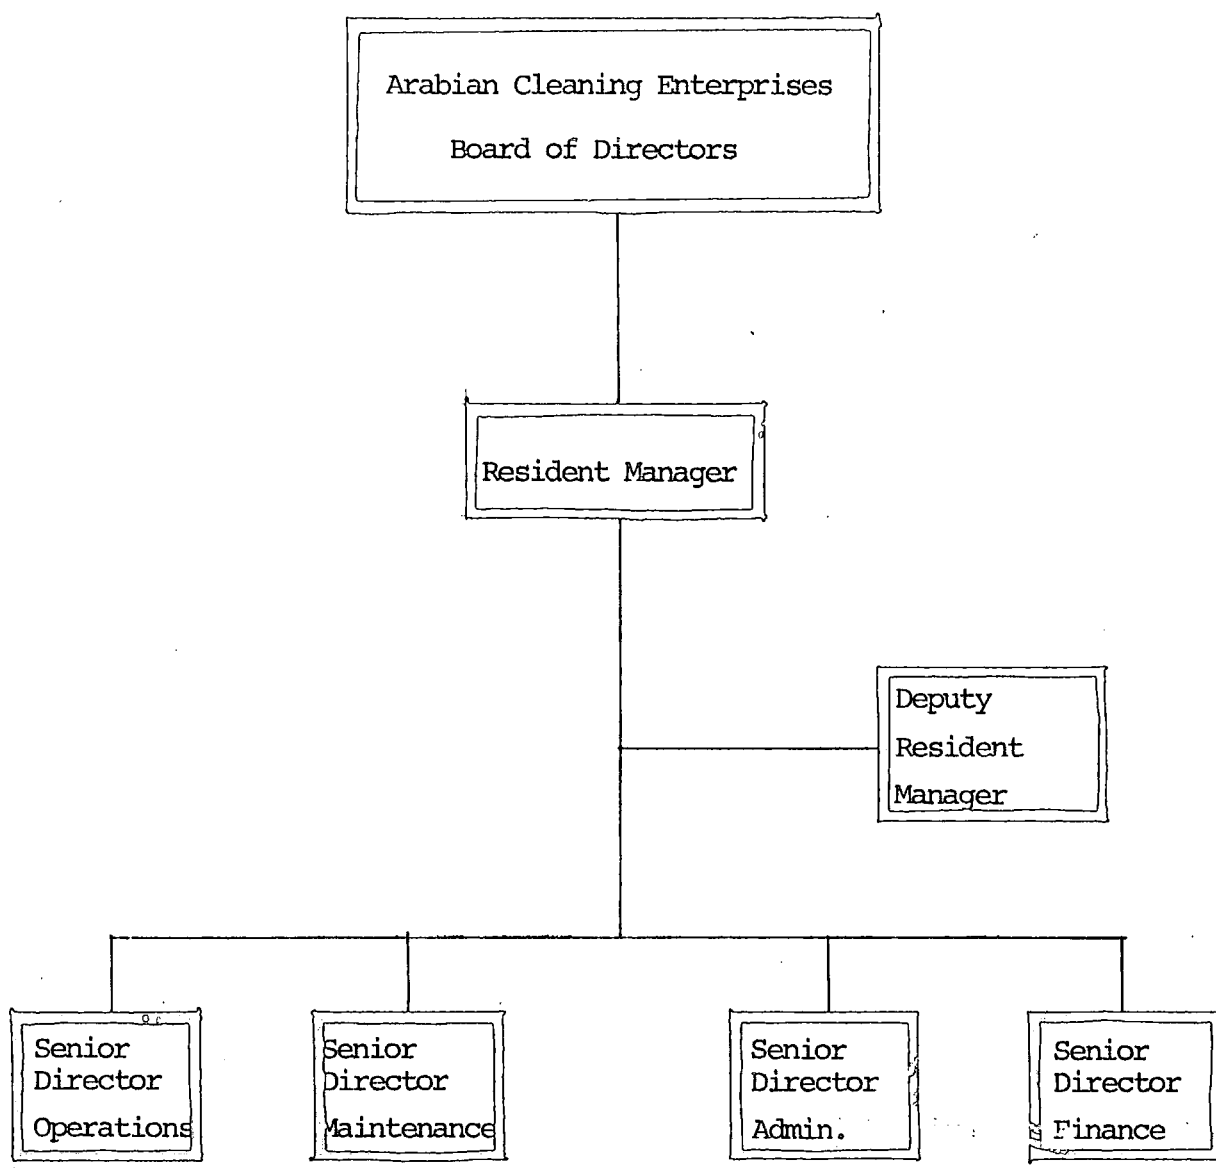 Arabian Cleaning Enterprises
Board of Directors
Resident Manager
Deputy
Resident
Manager
Senior
Director
Operations
Senior
Director
Maintenance
Senior
Director
Admin.
Senior
Director
Finance